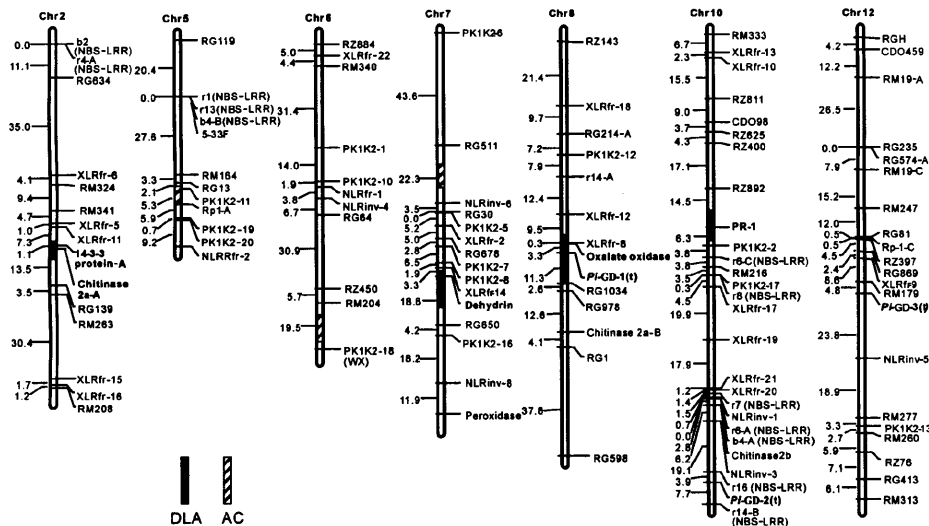 Chr2
0.0
b2
(NBS-LRR)
r4-A
(NBS-LRR)
11.1
RG634
35.0
XLRfr-6
4.1
RM324
9.4
RM341
4.7
XLRfr-5
1.0
XLRfr-11
7.3
14-3-3
protein-A
1.1
13.5
Chitinase
2a-A
3.5
RG139
RM263
30.4
XLRfr-15
1.7
XLRfr-16
1.2
RM208
Chr5
RG119
20.4
0.0
r1(NBS-LRR)
r13(NBS-LRR)
b4-B(NBS-LRR)
5-33F
27.6
RM164
3.3
RG13
2.1
PK1K2-11
14.5
Rp1-A
5.3
5.9
PK1K2-19
0.7
PK1K2-20
9.2
NLRRfr-2
DLA
AC
Chr6
RZ884
5.0
XLRfr-22
4.4
RM340
31.4
PK1K2-1
14.0
PK1K2-10
1.9
NLRfr-1
3.8
NLRinv-4
6.7
RG64
30.9
RZ450
5.7
RM204
19.5
PK1K2-18
(WX)
Chr7
PK1K2-6
43.6
RG511
22.3
NLRinv-6
3.5
RG30
0.0
PK1K2-5
5.2
XLRfr-2
5.0
RG678
2.8
PK1K2-7
6.5
PK1K2-8
1.9
XLRfr14
3.3
Dehydrin
18.8
RG650
4.2
PK1K2-16
18.2
NLRinv-8
11.9
Peroxidase
Chr8
RZ143
21.4
XLRfr-18
9.7
RG214-A
7.2
PK1K2-12
7.9
r14-A
9.5
XLRfr-12
XLRfr-8
0.3
Oxalate oxidase
3.3
Pi-GD-1(t)
11.3
RG1034
2.6
RG978
12.6
Chitinase 2a-B
4.1
RG1
37.6
RG598
Chr10
RM333
6.7
XLRfr-13
2.3
XLRfr-10
15.5
RZ811
9.0
CDO98
3.7
RZ625
4.3
RZ400
17.1
RZ892
PR-1
6.3
PK1K2-2
3.8
r6-C(NBS-LRR)
3.8
RM216
3.5
PK1K2-17
0.3
r8 (NBS-LRR)
4.5
XLRfr-17
19.9
XLRfr-19
17.9
XLRfr-21
1.2
XLRfr-20
1.4
r7 (NBS-LRR)
1.5
NLRinv-1
0.7
r6-A (NBS-LRR)
0.0
b4-A (NBS-LRR)
2.8
Chitinase2b
6.2
19.1
NLRinv-3
3.9
r16 (NBS-LRR)
7.7
Pi-GD-2(t)
r14-B
(NBS-LRR)
Chr12
RGH
4.2
CDO459
12.2
RM19-A
26.5
0.0
RG235
RG574-A
7.9
RM19-C
15.2
RM247
12.0
RG81
0.5
Rp-1-C
0.5
RZ397
4.5
RG869
2.4
XLRfr9
8.6
RM179
4.8
Pi-GD-3(t)
23.8
NLRinv-5
18.9
RM277
3.3
PK1K2-13
2.7
RM260
5.9
RZ76
7.1
RG413
6.1
RM313